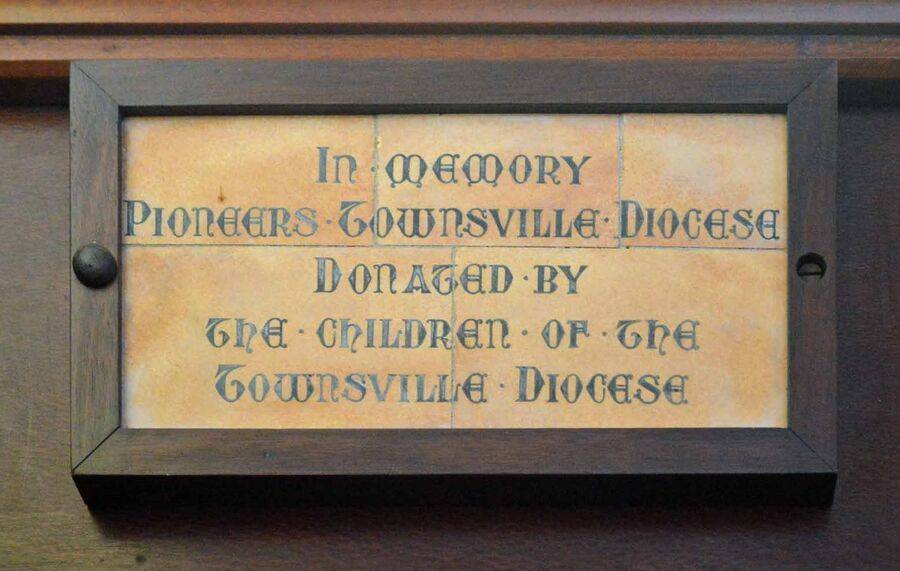 In · memory
Pioneers · Townsville · Diocese
Donated · by
the · children · of · the
Townsville · Diocese